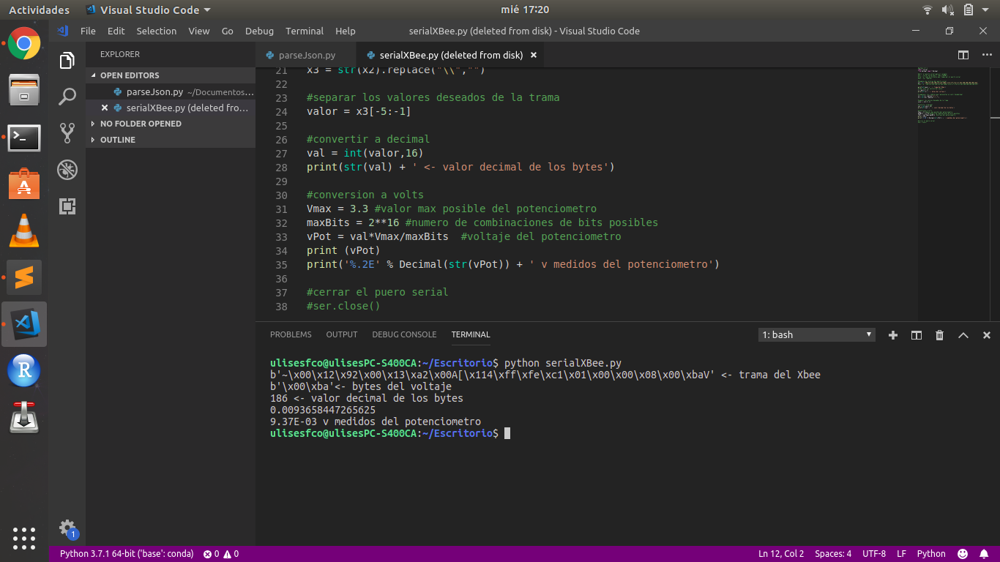 Actividades
Visual Studio Code
mié 17:20
File Edit Selection View Go Debug Terminal Help
serialXBee.py (deleted from disk) - Visual Studio Code
EXPLORER
OPEN EDITORS
parseJson.py ~/Documentos...
serialXBee.py (deleted fro...
NO FOLDER OPENED
OUTLINE
parseJson.py
serialXBee.py (deleted from disk)
21 x3 = str(x2).replace("\\","")
22
23 #separar los valores deseados de la trama
24 valor = x3[-5:-1]
25
26 #convertir a decimal
27 val = int(valor,16)
28 print(str(val) + ' <- valor decimal de los bytes')
29
30 #conversion a volts
31 Vmax = 3.3 #valor max posible del potenciometro
32 maxBits = 2**16 #numero de combinaciones de bits posibles
33 vPot = val*Vmax/maxBits  #voltaje del potenciometro
34 print (vPot)
35 print('%.2E' % Decimal(str(vPot)) + ' v medidos del potenciometro')
36
37 #cerrar el puero serial
38 #ser.close()
PROBLEMS OUTPUT DEBUG CONSOLE TERMINAL
1: bash
ulisesfco@ulisesPC-S400CA:~/Escritorio$ python serialXBee.py
b'~\x00\x12\x92\x00\x13\xa2\x00A[\x114\xff\xfe\xc1\x01\x00\x00\x08\x00\xbaV' <- trama del Xbee
b'\x00\xba'<- bytes del voltaje
186 <- valor decimal de los bytes
0.0093658447265625
9.37E-03 v medidos del potenciometro
ulisesfco@ulisesPC-S400CA:~/Escritorio$
1
Python 3.7.1 64-bit ('base': conda) 0 0
Ln 12, Col 2 Spaces: 4 UTF-8 LF Python